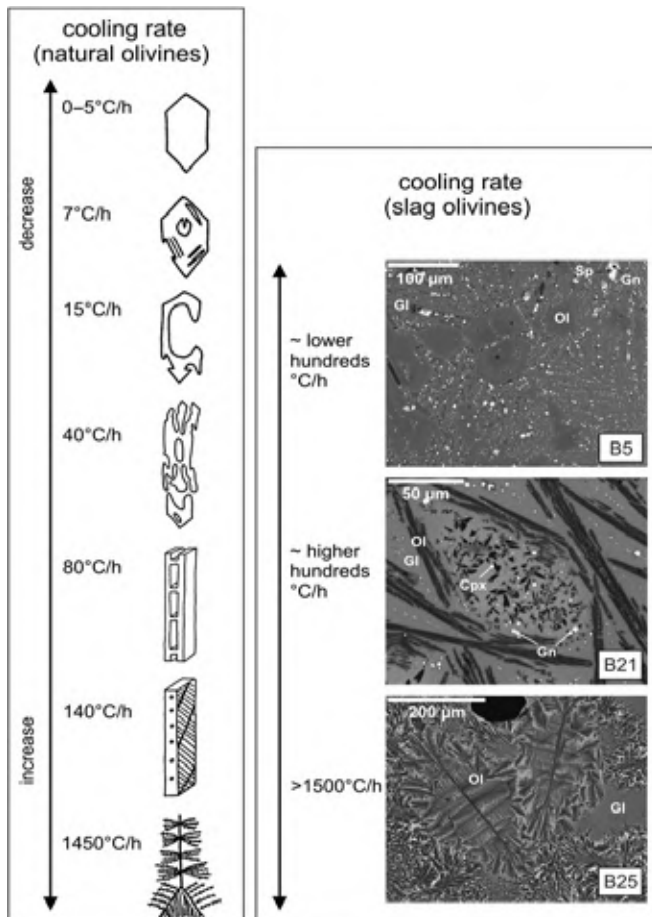 cooling rate
(natural olivines)
0–5°C/h
decrease
7°C/h
15°C/h
40°C/h
80°C/h
140°C/h
increase
1450°C/h
cooling rate
(slag olivines)
~ lower
hundreds
°C/h
100 µm
Sp
Gn
Gl
Ol
B5
~ higher
hundreds
°C/h
50 µm
Ol
Gl
Cpx
Gn
B21
>1500°C/h
200 µm
Ol
Gl
B25